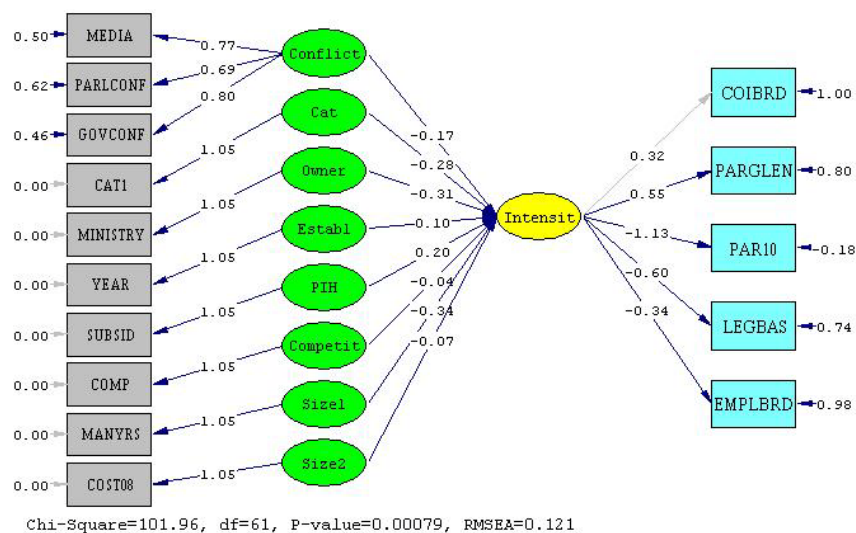 0.50 MEDIA 0.77 Conflict
0.62 PARLCONF 0.69
0.46 GOVCONF 0.80
0.00 CAT1 1.05 Cat
0.00 MINISTRY 1.05 Owner
0.00 YEAR 1.05 Establ
0.00 SUBSID 1.05 PIH
0.00 COMP 1.05 Competit
0.00 MANYRS 1.05 Size1
0.00 COST08 1.05 Size2
-0.17
-0.28
-0.31
0.10
0.20
-0.04
-0.34
-0.07
Intensit
0.32 COIBRD 1.00
0.55 PARGLEN 0.80
-1.13 PAR10 -0.18
-0.60 LEGBAS 0.74
-0.34 EMPLBRD 0.98
Chi-Square=101.96, df=61, P-value=0.00079, RMSEA=0.121